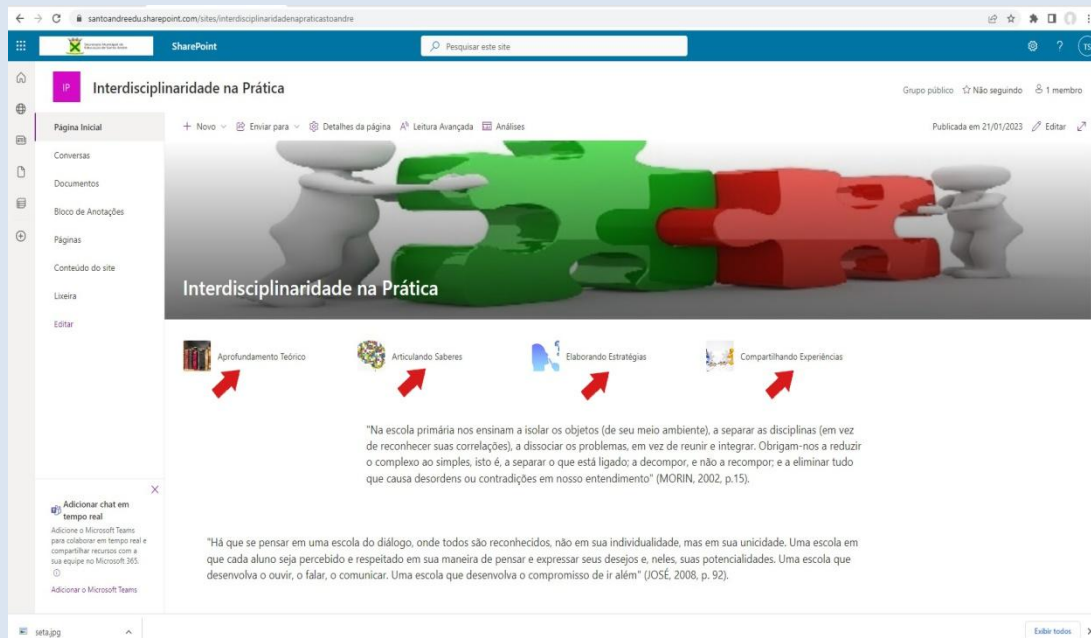 santoandreedu.sharepoint.com/sites/interdisciplinaridadenapraticastoandre
SharePoint
Pesquisar este site
TS
IP
Interdisciplinaridade na Prática
Grupo público
Não seguindo
1 membro
Página Inicial
Conversas
Documentos
Bloco de Anotações
Páginas
Conteúdo do site
Lixeira
Editar
+ Novo
Enviar para
Detalhes da página
Leitura Avançada
Análises
Publicada em 21/01/2023
Editar
Interdisciplinaridade na Prática
Aprofundamento Teórico
Articulando Saberes
Elaborando Estratégias
Compartilhando Experiências
"Na escola primária nos ensinam a isolar os objetos (de seu meio ambiente), a separar as disciplinas (em vez
de reconhecer suas correlações), a dissociar os problemas, em vez de reunir e integrar. Obrigam-nos a reduzir
o complexo ao simples, isto é, a separar o que está ligado; a decompor, e não a recompor; e a eliminar tudo
que causa desordens ou contradições em nosso entendimento" (MORIN, 2002, p.15).
"Há que se pensar em uma escola do diálogo, onde todos são reconhecidos, não em sua individualidade, mas em sua unicidade. Uma escola em
que cada aluno seja percebido e respeitado em sua maneira de pensar e expressar seus desejos e, neles, suas potencialidades. Uma escola que
desenvolva o ouvir, o falar, o comunicar. Uma escola que desenvolva o compromisso de ir além" (JOSÉ, 2008, p. 92).
Adicionar chat em
tempo real
Adicione o Microsoft Teams
para colaborar em tempo real e
compartilhar recursos com a
sua equipe no Microsoft 365.
Adicionar o Microsoft Teams
seta.jpg
Exibir todos